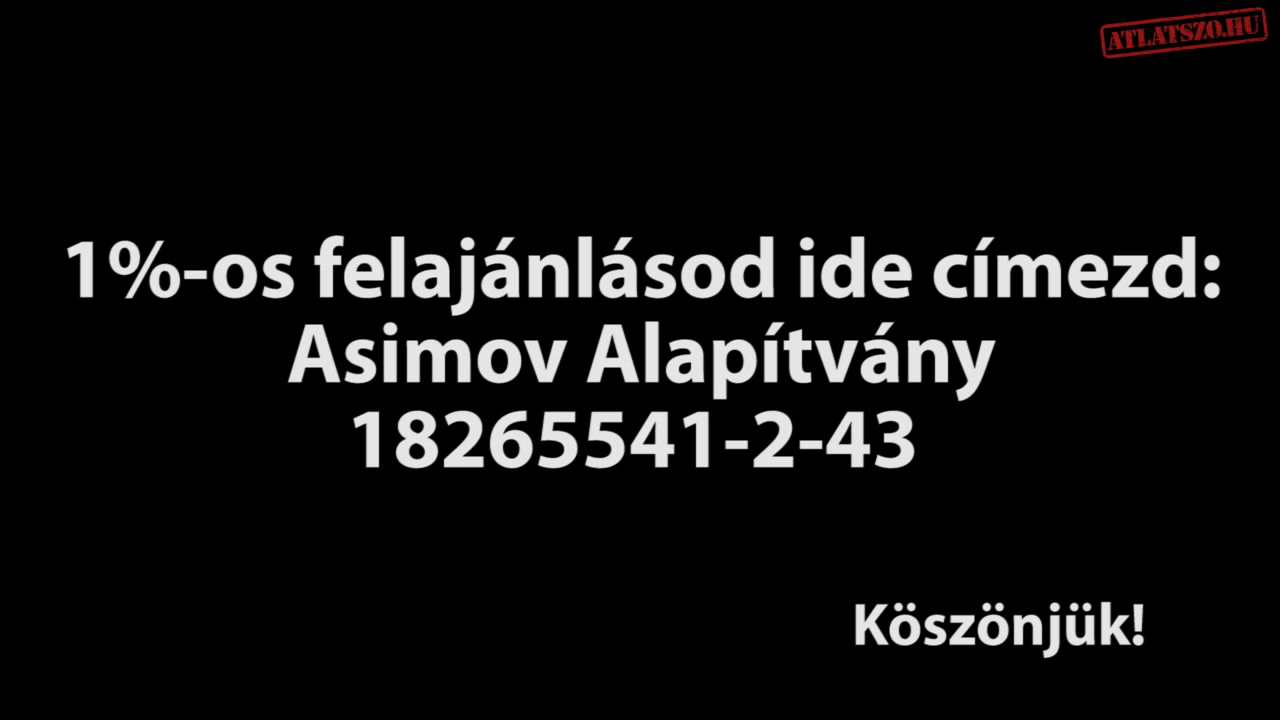 ATLATSZO.HU
1%-os felajánlásod ide címezd:
Asimov Alapítvány
18265541-2-43
Köszönjük!